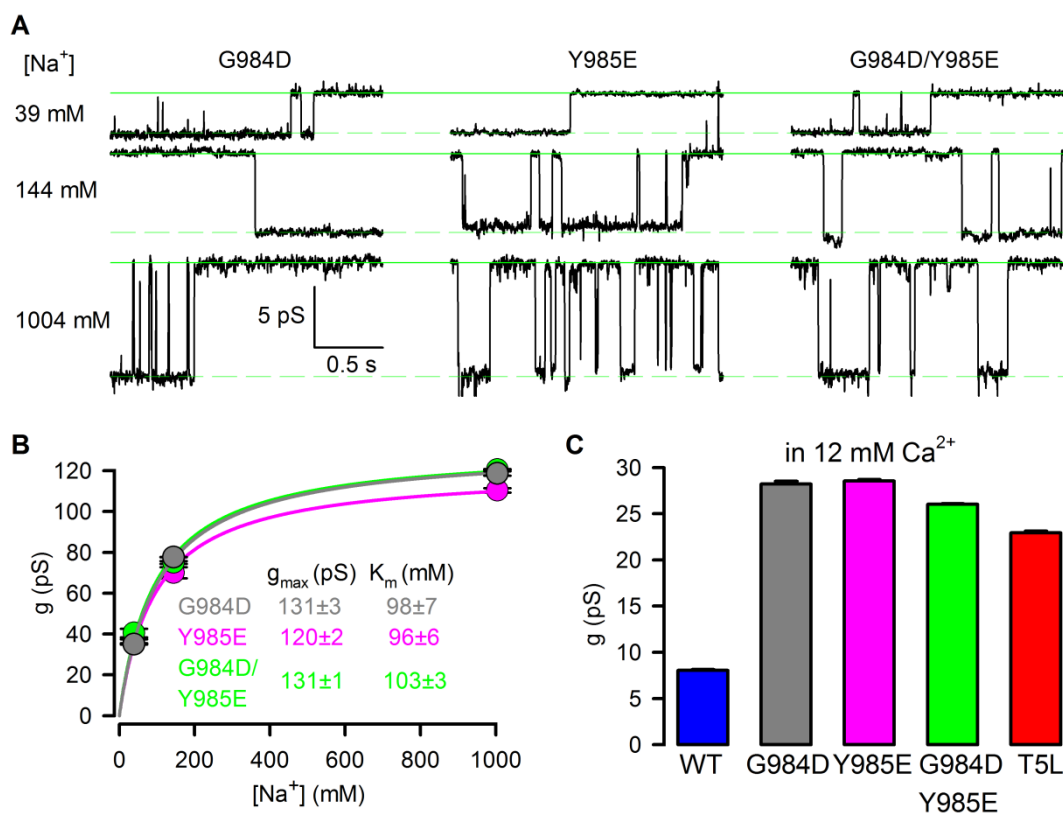 A
[Na⁺] G984D Y985E G984D/Y985E
39 mM
144 mM
1004 mM
5 pS
0.5 s
B
g (pS)
120
100
80
60
40
20
0
gmax (pS) Km (mM)
G984D 131±3 98±7
Y985E 120±2 96±6
G984D/
Y985E 131±1 103±3
0 200 400 600 800 1000
[Na⁺] (mM)
C
in 12 mM Ca²⁺
g (pS)
30
25
20
15
10
5
0
WT G984D Y985E G984D T5L
Y985E